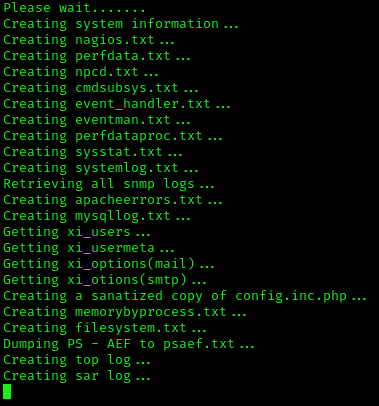 Please wait.......
Creating system information...
Creating nagios.txt...
Creating perfdata.txt...
Creating npcd.txt...
Creating cmdsubsys.txt...
Creating event_handler.txt...
Creating eventman.txt...
Creating perfdataproc.txt...
Creating sysstat.txt...
Creating systemlog.txt...
Retrieving all snmp logs...
Creating apacheerrors.txt...
Creating mysqllog.txt...
Getting xi_users...
Getting xi_usermeta...
Getting xi_options(mail)...
Getting xi_otions(smtp)...
Creating a sanatized copy of config.inc.php...
Creating memorybyprocess.txt...
Creating filesystem.txt...
Dumping PS - AEF to psaef.txt...
Creating top log...
Creating sar log...